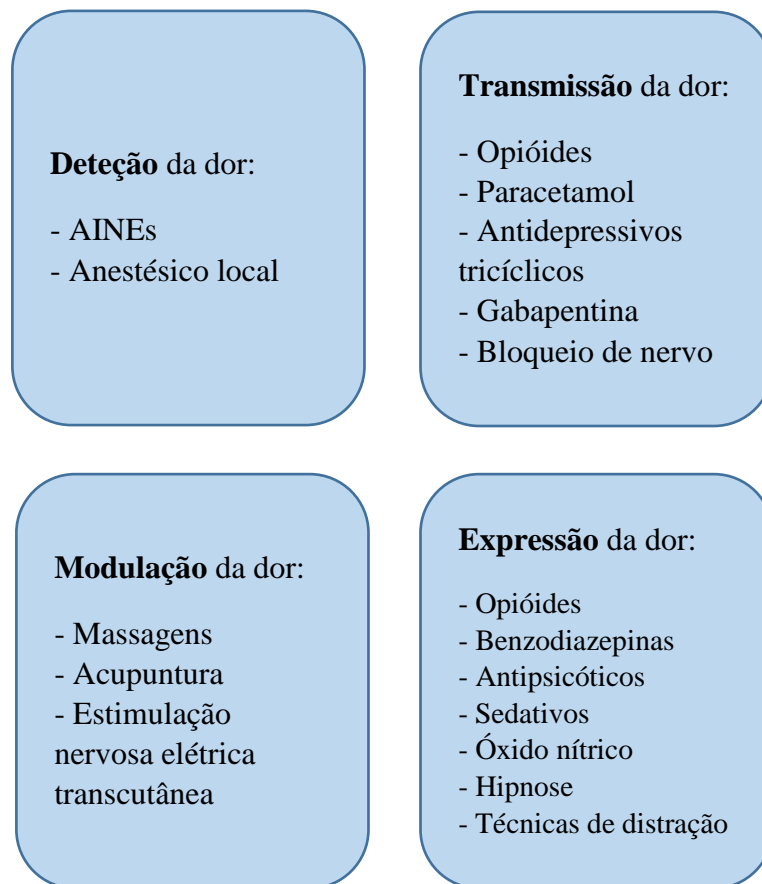 Deteção da dor:
- AINEs
- Anestésico local
Transmissão da dor:
- Opióides
- Paracetamol
- Antidepressivos
tricíclicos
- Gabapentina
- Bloqueio de nervo
Modulação da dor:
- Massagens
- Acupuntura
- Estimulação
nervosa elétrica
transcutânea
Expressão da dor:
- Opióides
- Benzodiazepinas
- Antipsicóticos
- Sedativos
- Óxido nítrico
- Hipnose
- Técnicas de distração